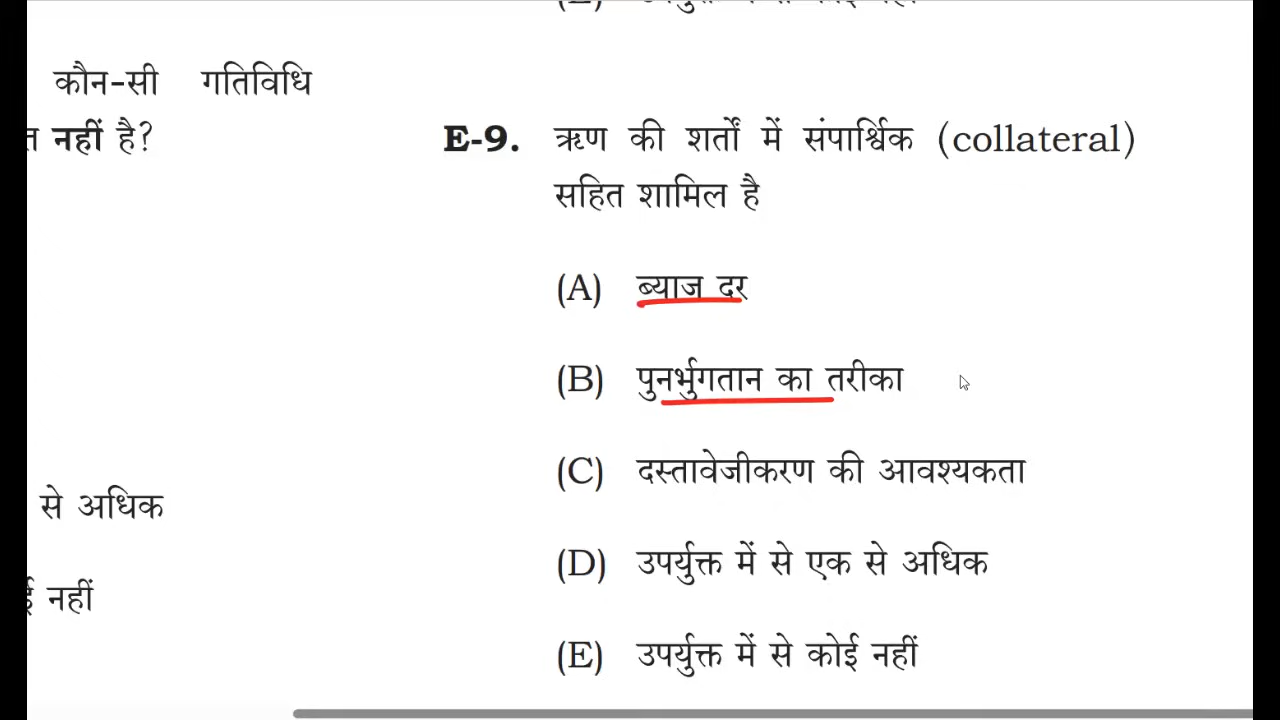 कौन-सी गतिविधि
नहीं है?
से अधिक
नहीं
E-9. ऋण की शर्तों में संपार्श्विक (collateral)
सहित शामिल है
(A) ब्याज दर
(B) पुनर्भुगतान का तरीका
(C) दस्तावेजीकरण की आवश्यकता
(D) उपर्युक्त में से एक से अधिक
(E) उपर्युक्त में से कोई नहीं